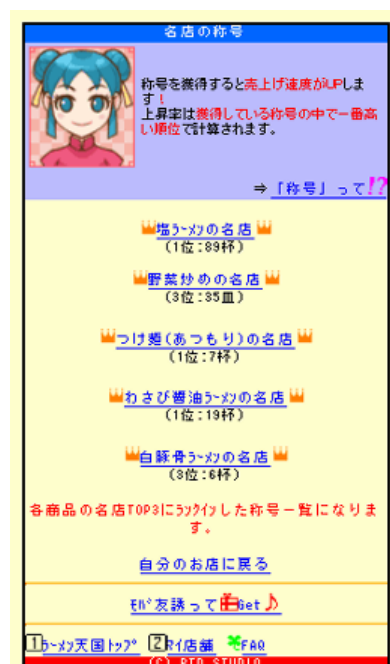 名店の称号
称号を獲得すると売上げ速度がUPしま
す！
上昇率は獲得している称号の中で一番高
い順位で計算されます。
⇒「称号」って!?
塩ﾗｰﾒﾝの名店
(1位:89杯)
野菜炒めの名店
(3位:35皿)
つけ麺(あつもり)の名店
(1位:7杯)
わさび醤油ﾗｰﾒﾝの名店
(1位:19杯)
白豚骨ﾗｰﾒﾝの名店
(3位:6杯)
各商品の名店TOP3にﾗﾝｸｲﾝした称号一覧になりま
す。
自分のお店に戻る
ﾓﾊﾞ友誘ってGet♪
1ﾗｰﾒﾝ天国ﾄｯﾌﾟ 2ﾏｲ店舗 FAQ
(C) RTD STUDIO